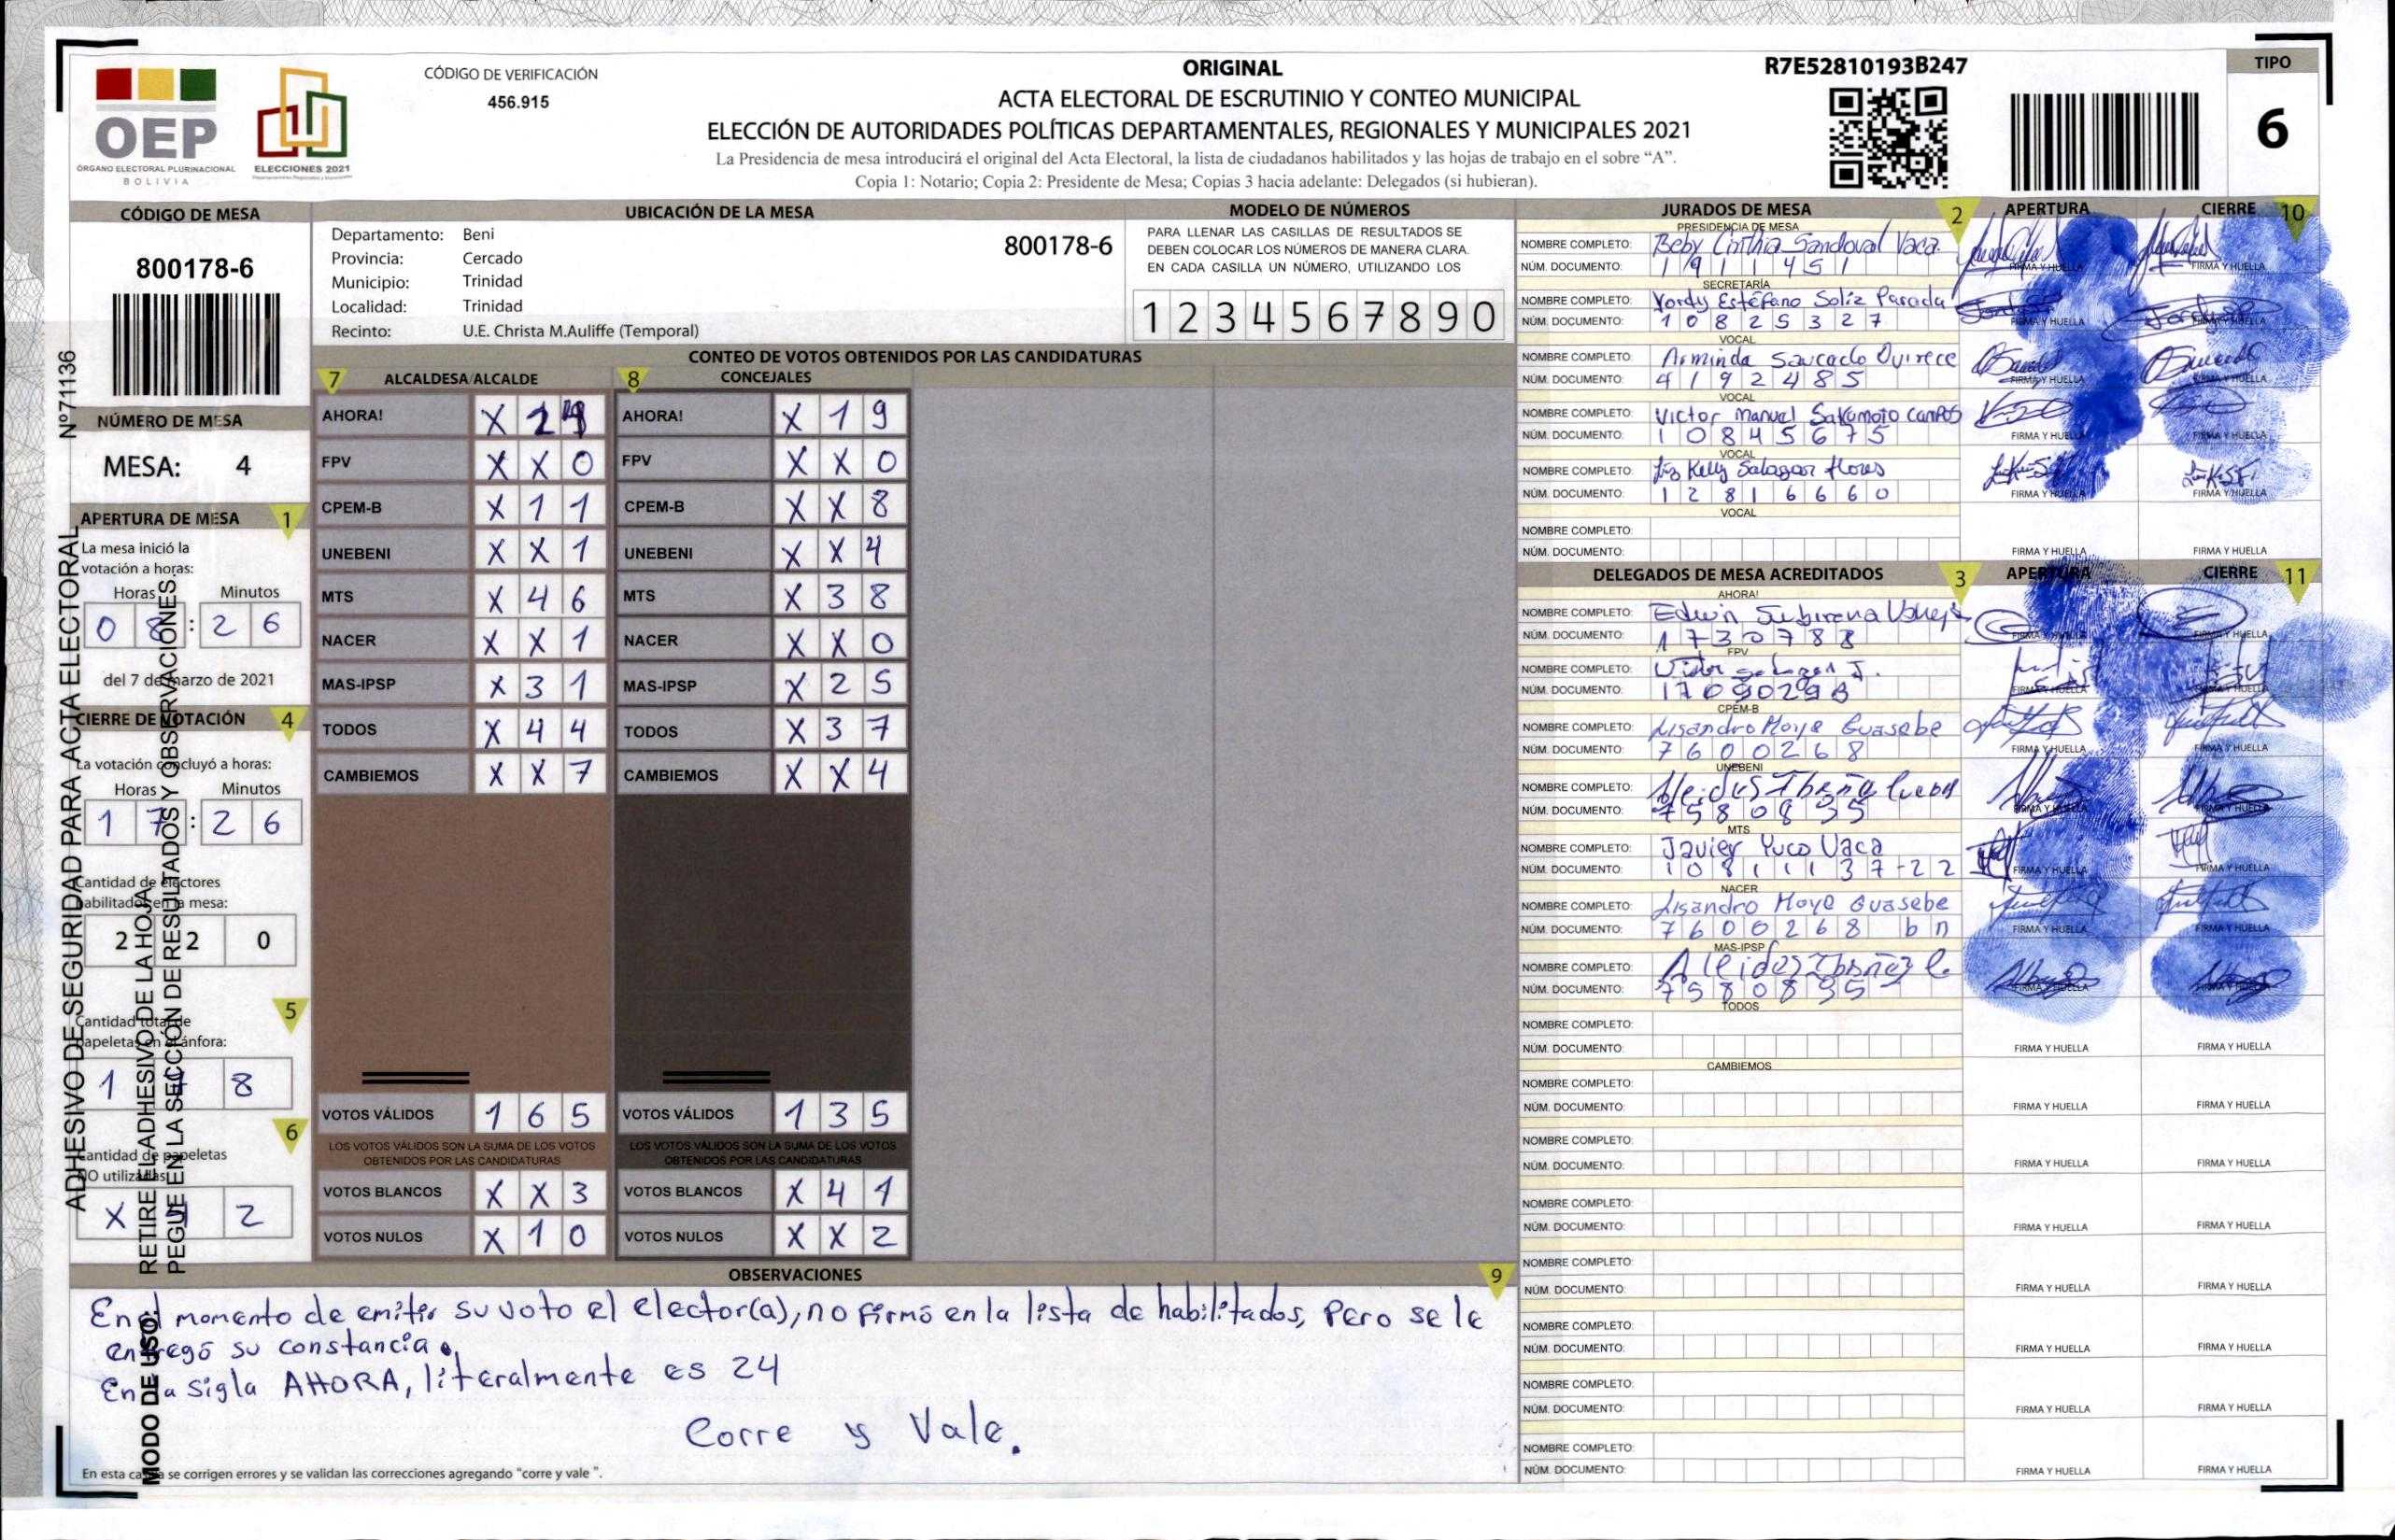 ORIGINAL
ACTA ELECTORAL DE ESCRUTINIO Y CONTEO MUNICIPAL
ELECCIÓN DE AUTORIDADES POLÍTICAS DEPARTAMENTALES, REGIONALES Y MUNICIPALES 2021
La Presidencia de mesa introducirá el original del Acta Electoral, la lista de ciudadanos habilitados y las hojas de trabajo en el sobre “A”.
Copia 1: Notario; Copia 2: Presidente de Mesa; Copias 3 hacia adelante: Delegados (si hubieran).
OEP
ÓRGANO ELECTORAL PLURINACIONAL
BOLIVIA
ELECCIONES 2021
CÓDIGO DE VERIFICACIÓN
456.915
R7E52810193B247
TIPO
6
CÓDIGO DE MESA
800178-6
NÚMERO DE MESA
MESA: 4
APERTURA DE MESA 1
La mesa inició la
votación a horas:
Horas Minutos
0 8 : 2 6
del 7 de marzo de 2021
CIERRE DE VOTACIÓN 4
La votación concluyó a horas:
Horas Minutos
1 7 : 2 6
Cantidad de electores
habilitados en la mesa:
2 2 0
5
Cantidad total de
papeletas en el ánfora:
1 8
6
Cantidad de papeletas
NO utilizadas:
X 2
Nº71136
ADHESIVO DE SEGURIDAD PARA ACTA ELECTORAL
MODO DE USO: RETIRE EL ADHESIVO DE LA HOJA
PEGUE EN LA SECCIÓN DE RESULTADOS Y OBSERVACIONES.
UBICACIÓN DE LA MESA
Departamento: Beni
Provincia: Cercado
Municipio: Trinidad
Localidad: Trinidad
Recinto: U.E. Christa M.Auliffe (Temporal)
800178-6
MODELO DE NÚMEROS
PARA LLENAR LAS CASILLAS DE RESULTADOS SE
DEBEN COLOCAR LOS NÚMEROS DE MANERA CLARA.
EN CADA CASILLA UN NÚMERO, UTILIZANDO LOS
1 2 3 4 5 6 7 8 9 0
CONTEO DE VOTOS OBTENIDOS POR LAS CANDIDATURAS
7 ALCALDESA/ALCALDE
AHORA! X 2
FPV X X 0
CPEM-B X 1 1
UNEBENI X X 1
MTS X 4 6
NACER X X 1
MAS-IPSP X 3 1
TODOS X 4 4
CAMBIEMOS X X 7
VOTOS VÁLIDOS 1 6 5
LOS VOTOS VÁLIDOS SON LA SUMA DE LOS VOTOS
OBTENIDOS POR LAS CANDIDATURAS
VOTOS BLANCOS X X 3
VOTOS NULOS X 1 0
8 CONCEJALES
AHORA! X 1 9
FPV X X 0
CPEM-B X X 8
UNEBENI X X 4
MTS X 3 8
NACER X X 0
MAS-IPSP X 2 5
TODOS X 3 7
CAMBIEMOS X X 4
VOTOS VÁLIDOS 1 3 5
LOS VOTOS VÁLIDOS SON LA SUMA DE LOS VOTOS
OBTENIDOS POR LAS CANDIDATURAS
VOTOS BLANCOS X 4 1
VOTOS NULOS X X 2
OBSERVACIONES 9
En el momento de emitir su voto el elector(a), no firmó en la lista de habilitados, Pero se le
entregó su constancia.
En la sigla AHORA, literalmente es 24
Corre y Vale.
En esta casilla se corrigen errores y se validan las correcciones agregando "corre y vale ".
JURADOS DE MESA 2 APERTURA CIERRE 10
PRESIDENCIA DE MESA
NOMBRE COMPLETO: Beby Cinthia Sandoval Vaca
NÚM. DOCUMENTO: 1 9 1 1 4 5 1 FIRMA Y HUELLA FIRMA Y HUELLA
SECRETARÍA
NOMBRE COMPLETO: Yordy Estéfano Soliz Parada
NÚM. DOCUMENTO: 1 0 8 2 5 3 2 7 FIRMA Y HUELLA FIRMA Y HUELLA
VOCAL
NOMBRE COMPLETO: Arminda Saucedo
NÚM. DOCUMENTO: 4 1 9 2 4 8 5 FIRMA Y HUELLA
VOCAL
NOMBRE COMPLETO: Victor Manuel Sakamoto Campos
NÚM. DOCUMENTO: 1 0 8 4 5 6 7 5 FIRMA Y HUELLA FIRMA Y HUELLA
VOCAL
NOMBRE COMPLETO: Kelly Salazar Flores
NÚM. DOCUMENTO: 1 2 8 1 6 6 6 0 FIRMA Y HUELLA FIRMA Y HUELLA
VOCAL
NOMBRE COMPLETO:
NÚM. DOCUMENTO: FIRMA Y HUELLA FIRMA Y HUELLA
DELEGADOS DE MESA ACREDITADOS 3 APERTURA CIERRE 11
AHORA!
NOMBRE COMPLETO: Edwin Subirana
NÚM. DOCUMENTO: 1 7 3 0 7 8 8 FIRMA Y HUELLA FIRMA Y HUELLA
FPV
NOMBRE COMPLETO:
NÚM. DOCUMENTO: FIRMA Y HUELLA FIRMA Y HUELLA
CPEM-B
NOMBRE COMPLETO: Lisandro Moye Guasebe
NÚM. DOCUMENTO: 7 6 0 0 2 6 8 FIRMA Y HUELLA FIRMA Y HUELLA
UNEBENI
NOMBRE COMPLETO:
NÚM. DOCUMENTO: 7 5 8 0 8 3 5 FIRMA Y HUELLA FIRMA Y HUELLA
MTS
NOMBRE COMPLETO: Javier Yuco Vaca
NÚM. DOCUMENTO: 1 0 8 1 1 1 3 7 - 2 2 FIRMA Y HUELLA FIRMA Y HUELLA
NACER
NOMBRE COMPLETO: Lisandro Moye Guasebe
NÚM. DOCUMENTO: 7 6 0 0 2 6 8 b n FIRMA Y HUELLA FIRMA Y HUELLA
MAS-IPSP
NOMBRE COMPLETO: Aleidas Ibañez C.
NÚM. DOCUMENTO: 7 5 8 0 8 3 5 FIRMA Y HUELLA FIRMA Y HUELLA
TODOS
NOMBRE COMPLETO:
NÚM. DOCUMENTO: FIRMA Y HUELLA FIRMA Y HUELLA
CAMBIEMOS
NOMBRE COMPLETO:
NÚM. DOCUMENTO: FIRMA Y HUELLA FIRMA Y HUELLA
NOMBRE COMPLETO:
NÚM. DOCUMENTO: FIRMA Y HUELLA FIRMA Y HUELLA
NOMBRE COMPLETO:
NÚM. DOCUMENTO: FIRMA Y HUELLA FIRMA Y HUELLA
NOMBRE COMPLETO:
NÚM. DOCUMENTO: FIRMA Y HUELLA FIRMA Y HUELLA
NOMBRE COMPLETO:
NÚM. DOCUMENTO: FIRMA Y HUELLA FIRMA Y HUELLA
NOMBRE COMPLETO:
NÚM. DOCUMENTO: FIRMA Y HUELLA FIRMA Y HUELLA
NOMBRE COMPLETO:
NÚM. DOCUMENTO: FIRMA Y HUELLA FIRMA Y HUELLA